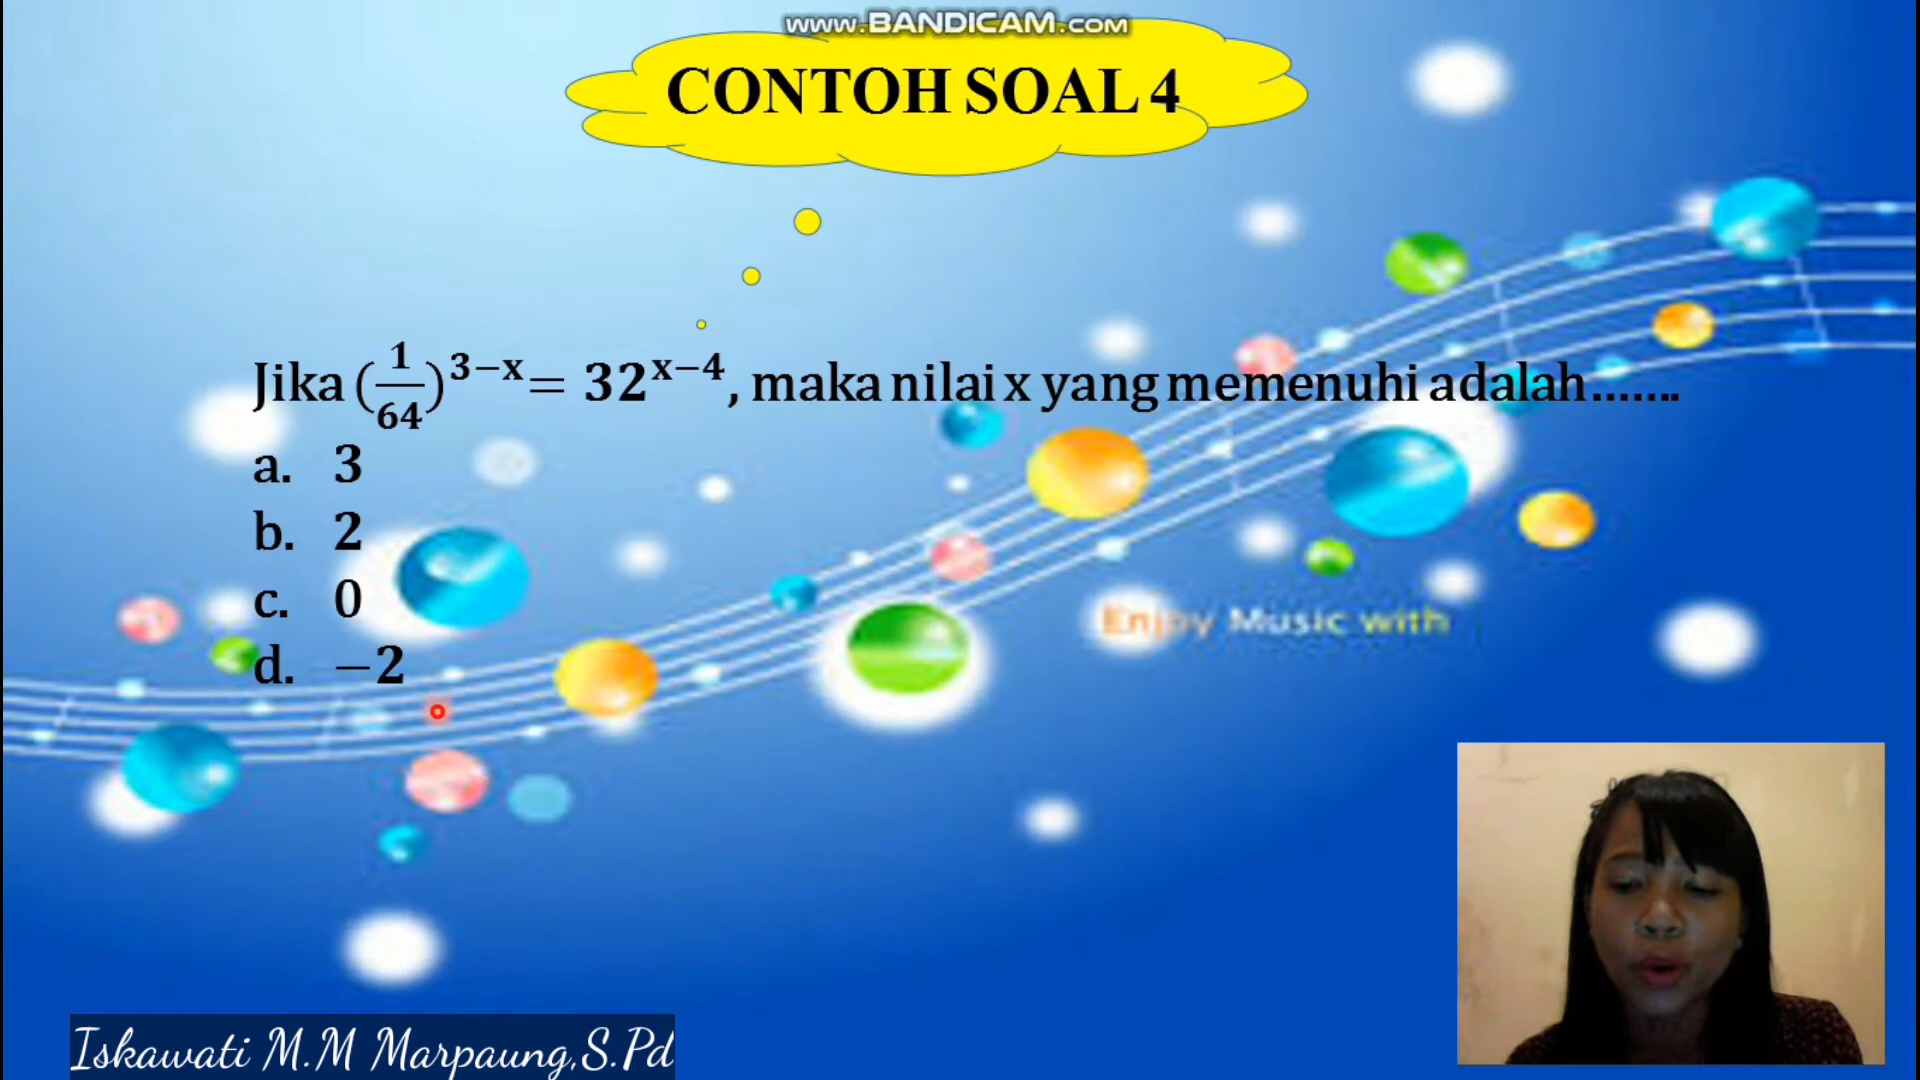 www.BANDICAM.com
CONTOH SOAL 4
Jika (1/64)^{3−x} = 32^{x−4}, maka nilai x yang memenuhi adalah.......
a. 3
b. 2
c. 0
d. −2
Enjoy Music with
Iskawati M.M Marpaung,S.Pd